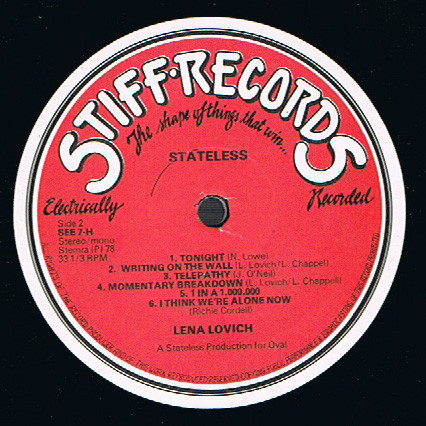 STIFF·RECORDS
The shape of things that win...
STATELESS
Electrically
Recorded
Side 2
SEE 7-H
Stereo/mono
Stemra (P) 78
33 1/3 RPM
1. TONIGHT (N. Lowe)
2. WRITING ON THE WALL (L. Lovich/L. Chappel)
3. TELEPATHY (J. O'Neil)
4. MOMENTARY BREAKDOWN (L. Lovich/L. Chappel)
5. 1 IN A 1.000.000
6. I THINK WE'RE ALONE NOW
(Richie Cordell)
LENA LOVICH
A Stateless Production for Oval